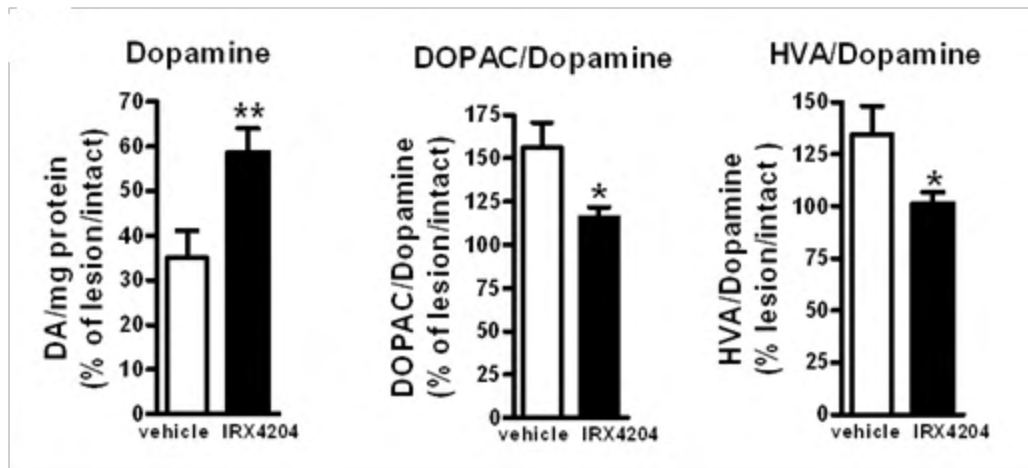 Dopamine
DA/mg protein
(% of lesion/intact)
70
60
50
40
30
20
10
0
**
vehicle IRX4204
DOPAC/Dopamine
DOPAC/Dopamine
(% of lesion/intact)
175
150
125
100
75
50
25
0
*
vehicle IRX4204
HVA/Dopamine
HVA/Dopamine
(% lesion/intact )
150
125
100
75
50
25
0
*
vehicle IRX4204